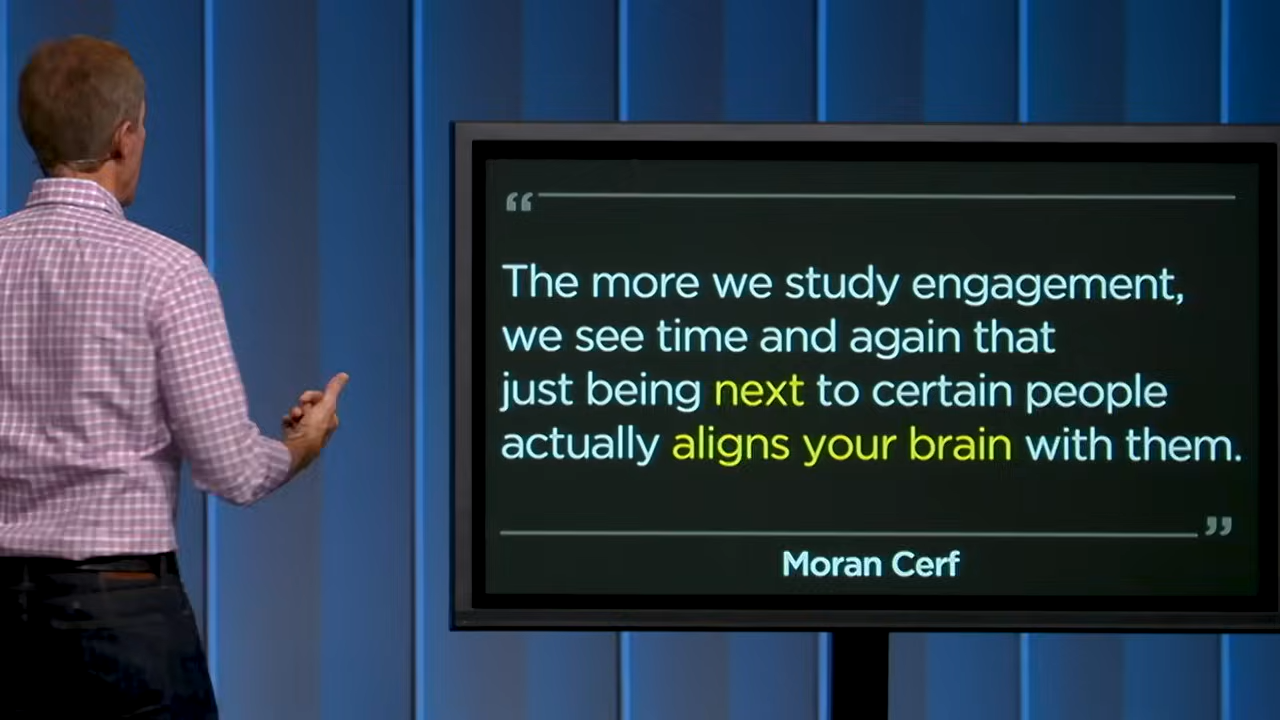 “
The more we study engagement,
we see time and again that
just being next to certain people
actually aligns your brain with them.
”
Moran Cerf